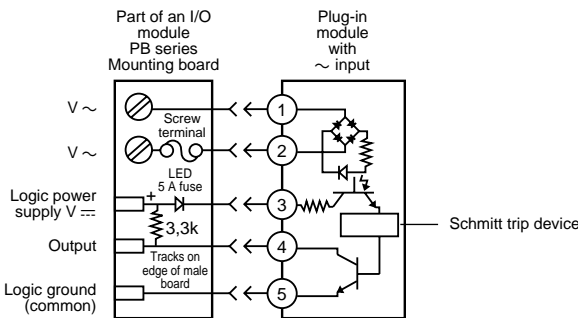 Part of an I/O
module
PB series
Mounting board
Plug-in
module
with
∼ input
V ∼
1
Screw
terminal
V ∼
2
LED
5 A fuse
Logic power
supply V ⎓
+
3
3,3k
Schmitt trip device
Output
4
Tracks on
edge of male
board
Logic ground
(common)
5